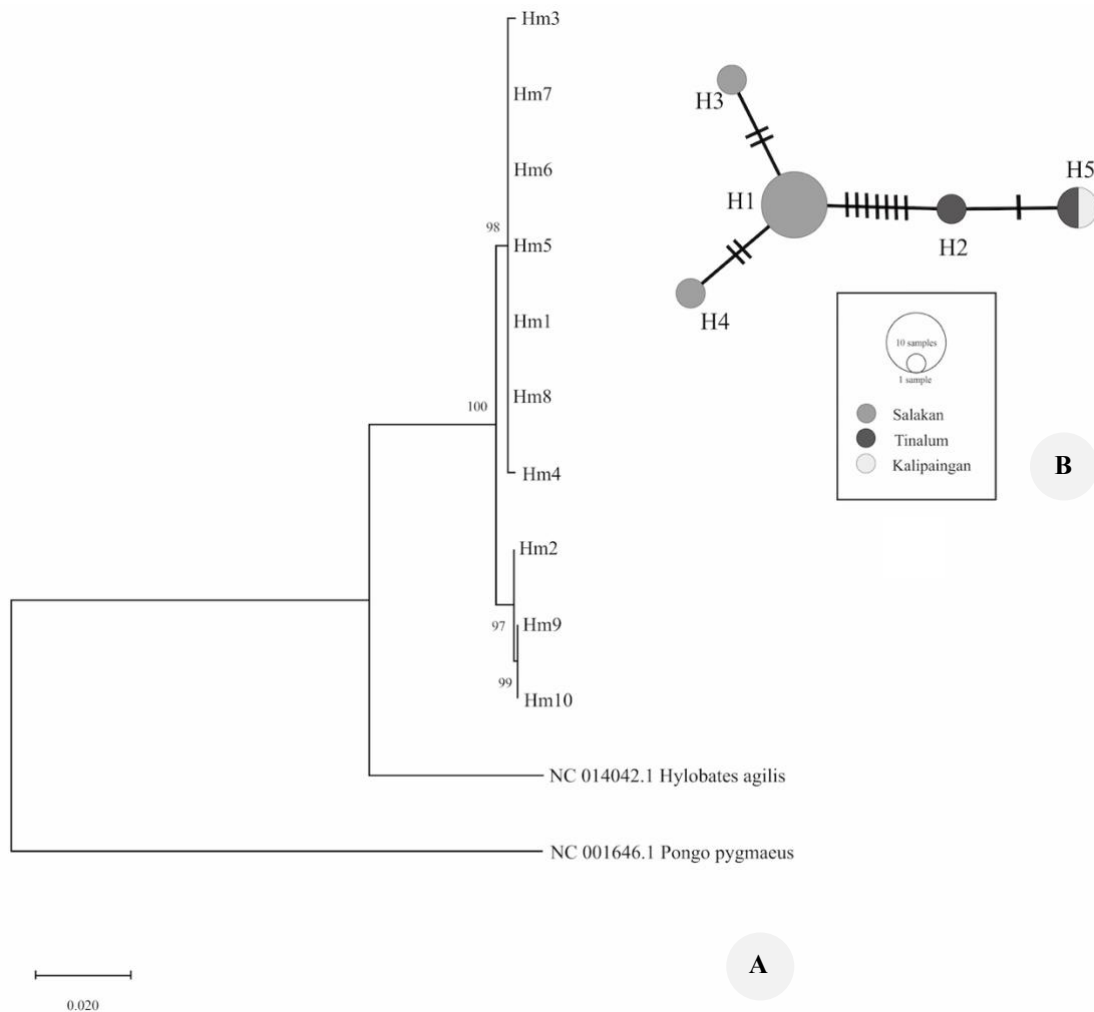 Hm3
Hm7
Hm6
98
Hm5
Hm1
Hm8
100
Hm4
Hm2
97
Hm9
99
Hm10
NC 014042.1 Hylobates agilis
NC 001646.1 Pongo pygmaeus
0.020
A
H3
H1
H5
H2
H4
10 samples
1 sample
Salakan
Tinalum
Kalipaingan
B